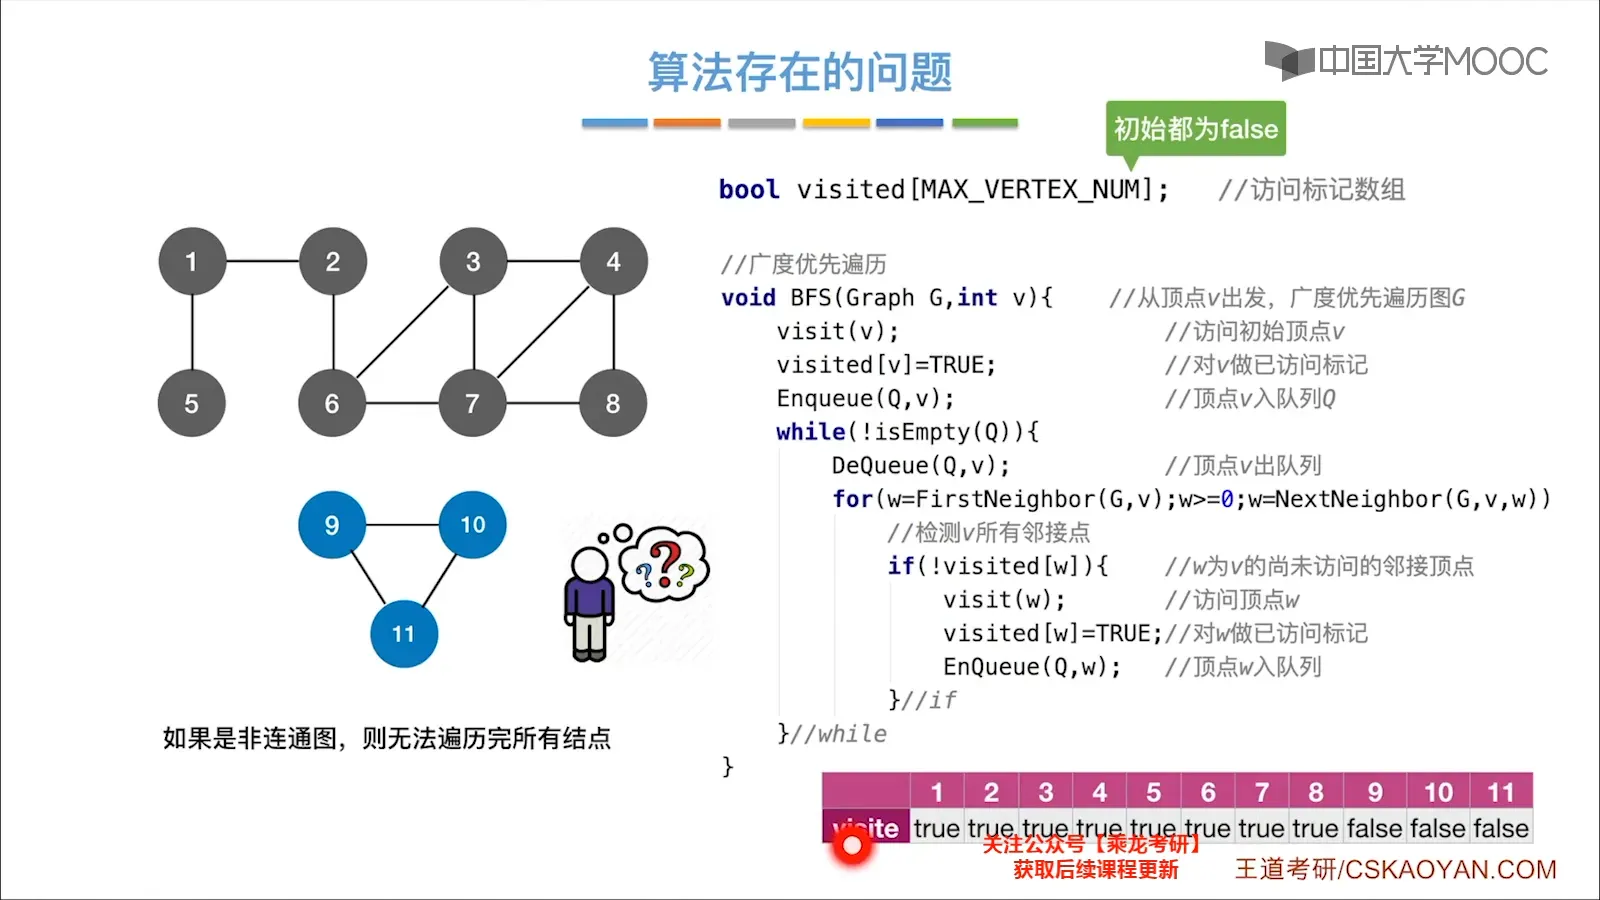 算法存在的问题
中国大学MOOC
初始都为false
bool visited[MAX_VERTEX_NUM]; //访问标记数组
1 2 3 4
5 6 7 8
9 10
11
???
如果是非连通图，则无法遍历完所有结点
//广度优先遍历
void BFS(Graph G,int v){ //从顶点v出发，广度优先遍历图G
visit(v); //访问初始顶点v
visited[v]=TRUE; //对v做已访问标记
Enqueue(Q,v); //顶点v入队列Q
while(!isEmpty(Q)){
DeQueue(Q,v); //顶点v出队列
for(w=FirstNeighbor(G,v);w>=0;w=NextNeighbor(G,v,w))
//检测v所有邻接点
if(!visited[w]){ //w为v的尚未访问的邻接顶点
visit(w); //访问顶点w
visited[w]=TRUE;//对w做已访问标记
EnQueue(Q,w); //顶点w入队列
}//if
}//while
}
1 2 3 4 5 6 7 8 9 10 11
visite true true true true true true true true false false false
关注公众号【乘龙考研】
获取后续课程更新
王道考研/CSKAOYAN.COM